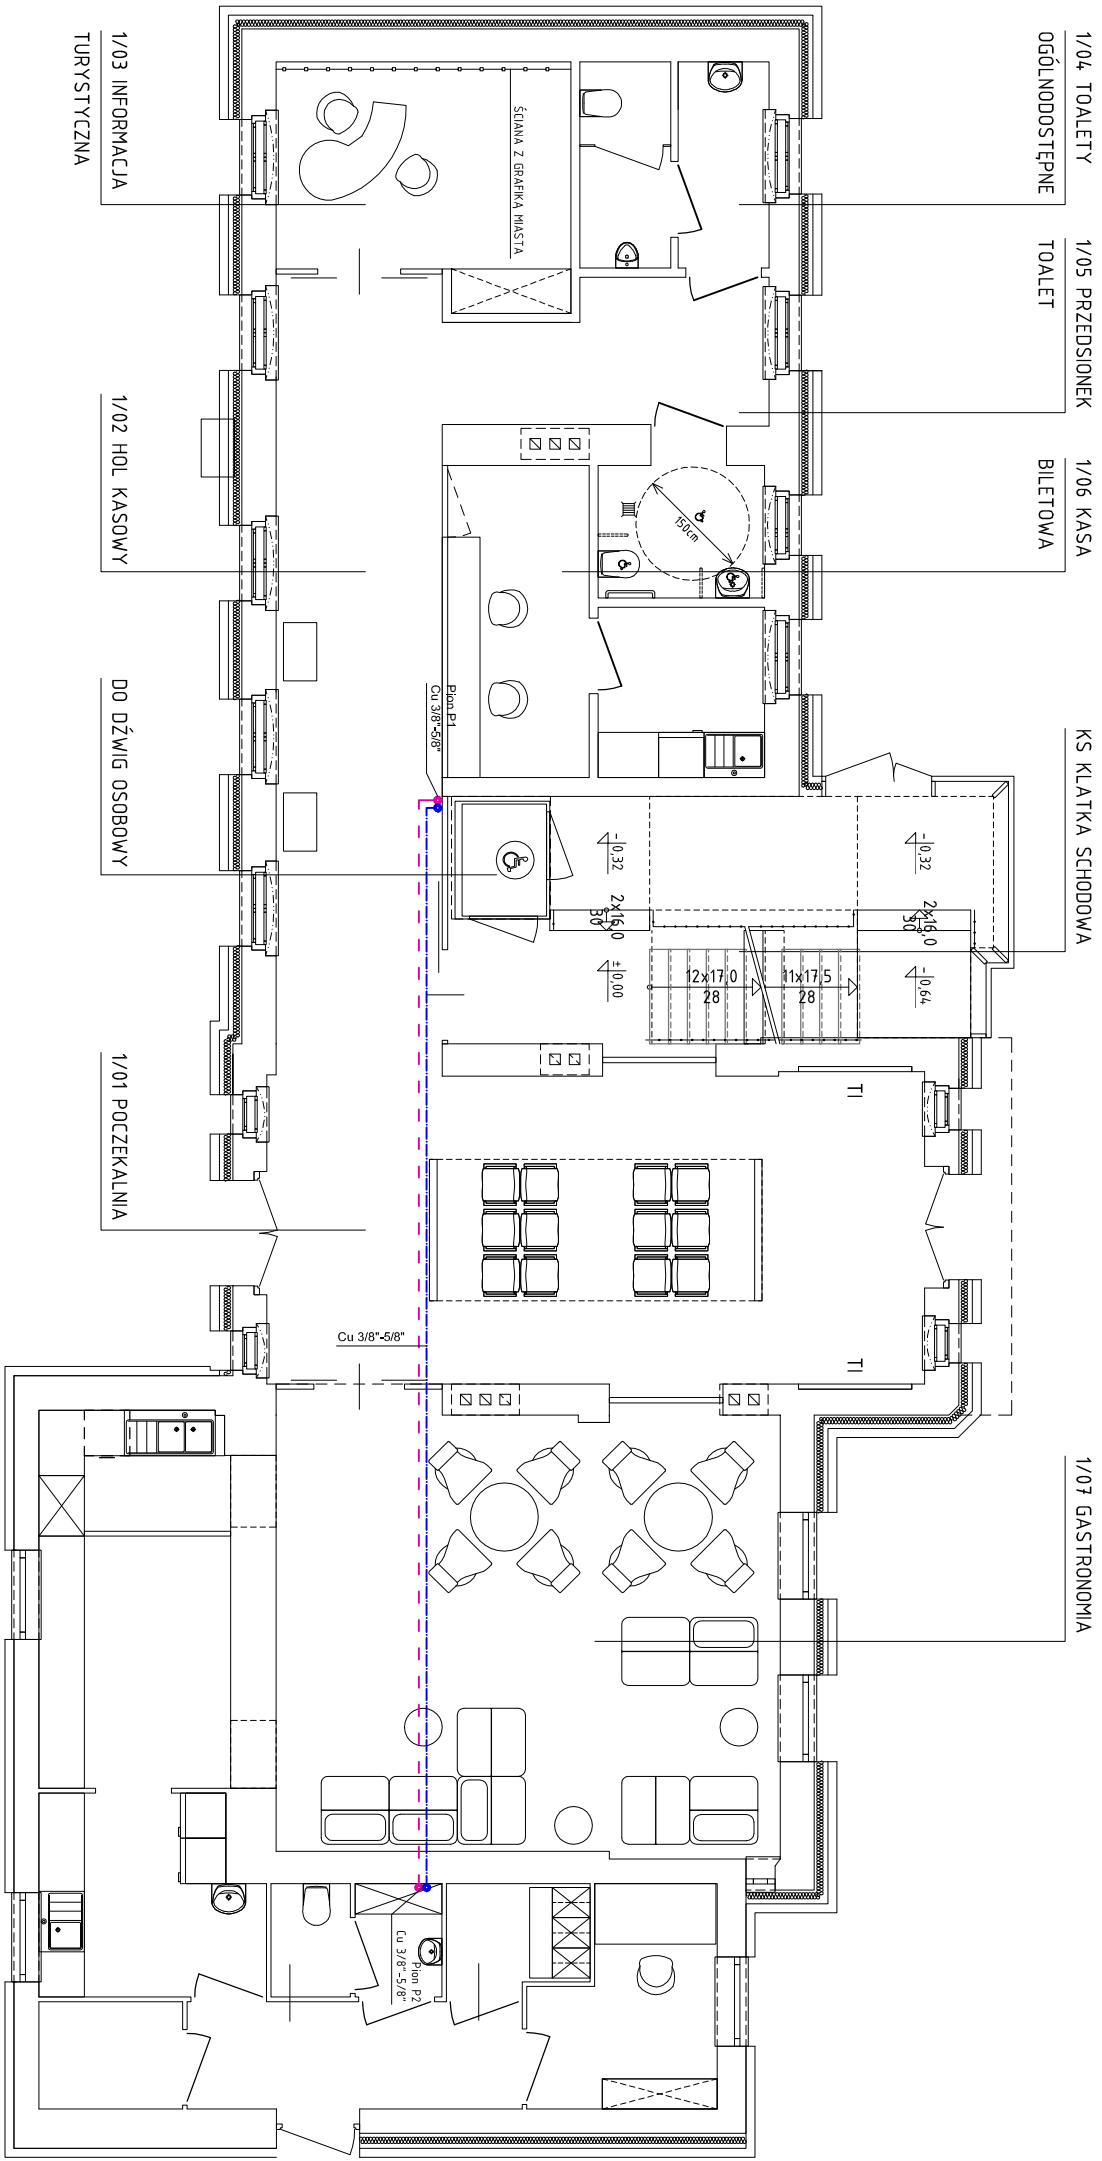 1/04 TOALETY
OGÓLNODOSTĘPNE
1/05 PRZEDSIONEK
TOALET
1/06 KASA
BILETOWA
KS KLATKA SCHODOWA
1/07 GASTRONOMIA
1/03 INFORMACJA
TURYSTYCZNA
1/02 HOL KASOWY
DO DŹWIG OSOBOWY
1/01 POCZEKALNIA
ŚCIANA Z GRAFIKĄ MIASTA
150cm
Pion P1
Cu 3/8"-5/8"
-0,32
-0,32
2x16,0
30
2x16,0
30
±0,00
-0,64
12x17,0
28
11x17,5
28
TI
TI
Cu 3/8"-5/8"
Pion P2
Cu 3/8"-5/8"